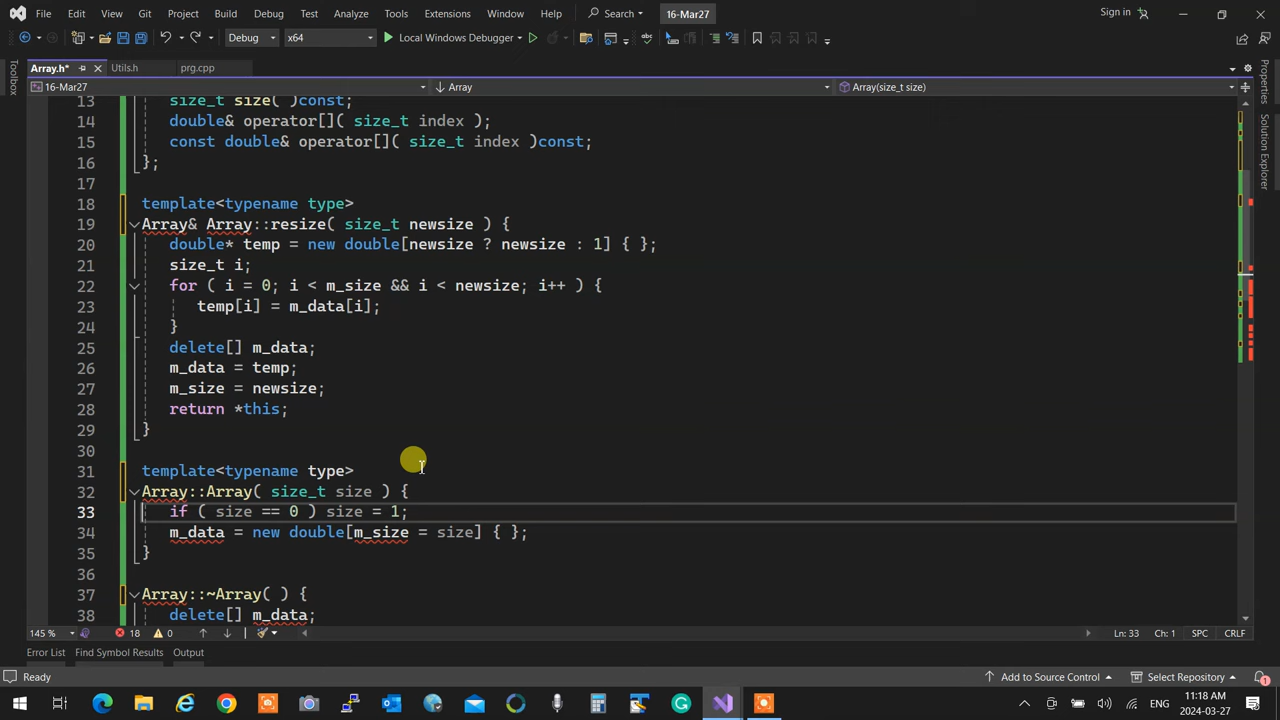 File Edit View Git Project Build Debug Test Analyze Tools Extensions Window Help Search 16-Mar27 Sign in
Debug x64 Local Windows Debugger
Array.h* Utils.h prg.cpp
16-Mar27 Array Array(size_t size)
Toolbox
Properties
Solution Explorer
13 size_t size( )const;
14 double& operator[]( size_t index );
15 const double& operator[]( size_t index )const;
16 };
17
18 template<typename type>
19 Array& Array::resize( size_t newsize ) {
20 double* temp = new double[newsize ? newsize : 1] { };
21 size_t i;
22 for ( i = 0; i < m_size && i < newsize; i++ ) {
23 temp[i] = m_data[i];
24 }
25 delete[] m_data;
26 m_data = temp;
27 m_size = newsize;
28 return *this;
29 }
30
31 template<typename type>
32 Array::Array( size_t size ) {
33 if ( size == 0 ) size = 1;
34 m_data = new double[m_size = size] { };
35 }
36
37 Array::~Array( ) {
38 delete[] m_data;
145 % 18 0 Ln: 33 Ch: 1 SPC CRLF
Error List Find Symbol Results Output
Ready Add to Source Control Select Repository 1
ENG 11:18 AM 2024-03-27